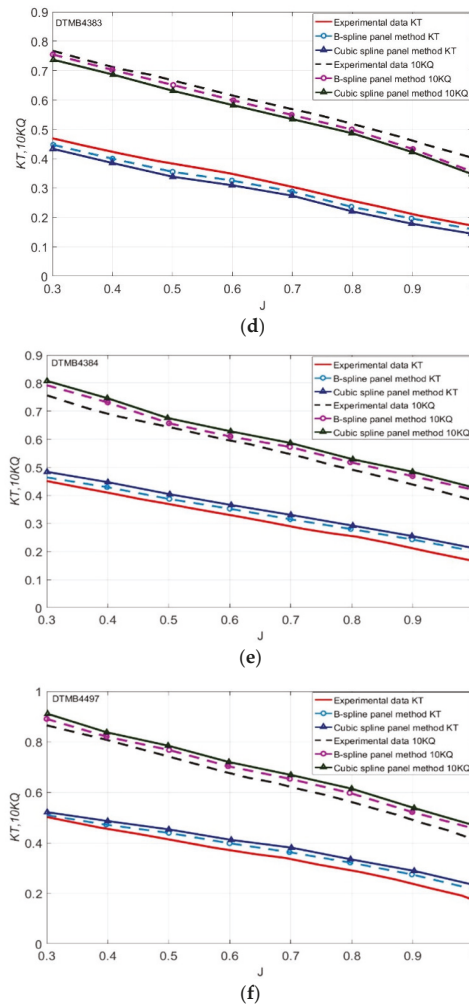 DTMB4383
Experimental data KT
B-spline panel method KT
Cubic spline panel method KT
Experimental data 10KQ
B-spline panel method 10KQ
Cubic spline panel method 10KQ
KT,10KQ
0.9
0.8
0.7
0.6
0.5
0.4
0.3
0.2
0.1
0
0.3 0.4 0.5 0.6 0.7 0.8 0.9
J
(d)
DTMB4384
Experimental data KT
B-spline panel method KT
Cubic spline panel method KT
Experimental data 10KQ
B-spline panel method 10KQ
Cubic spline panel method 10KQ
KT,10KQ
0.9
0.8
0.7
0.6
0.5
0.4
0.3
0.2
0.1
0
0.3 0.4 0.5 0.6 0.7 0.8 0.9
J
(e)
DTMB4497
Experimental data KT
B-spline panel method KT
Cubic spline panel method KT
Experimental data 10KQ
B-spline panel method 10KQ
Cubic spline panel method 10KQ
KT,10KQ
1
0.8
0.6
0.4
0.2
0
0.3 0.4 0.5 0.6 0.7 0.8 0.9
J
(f)